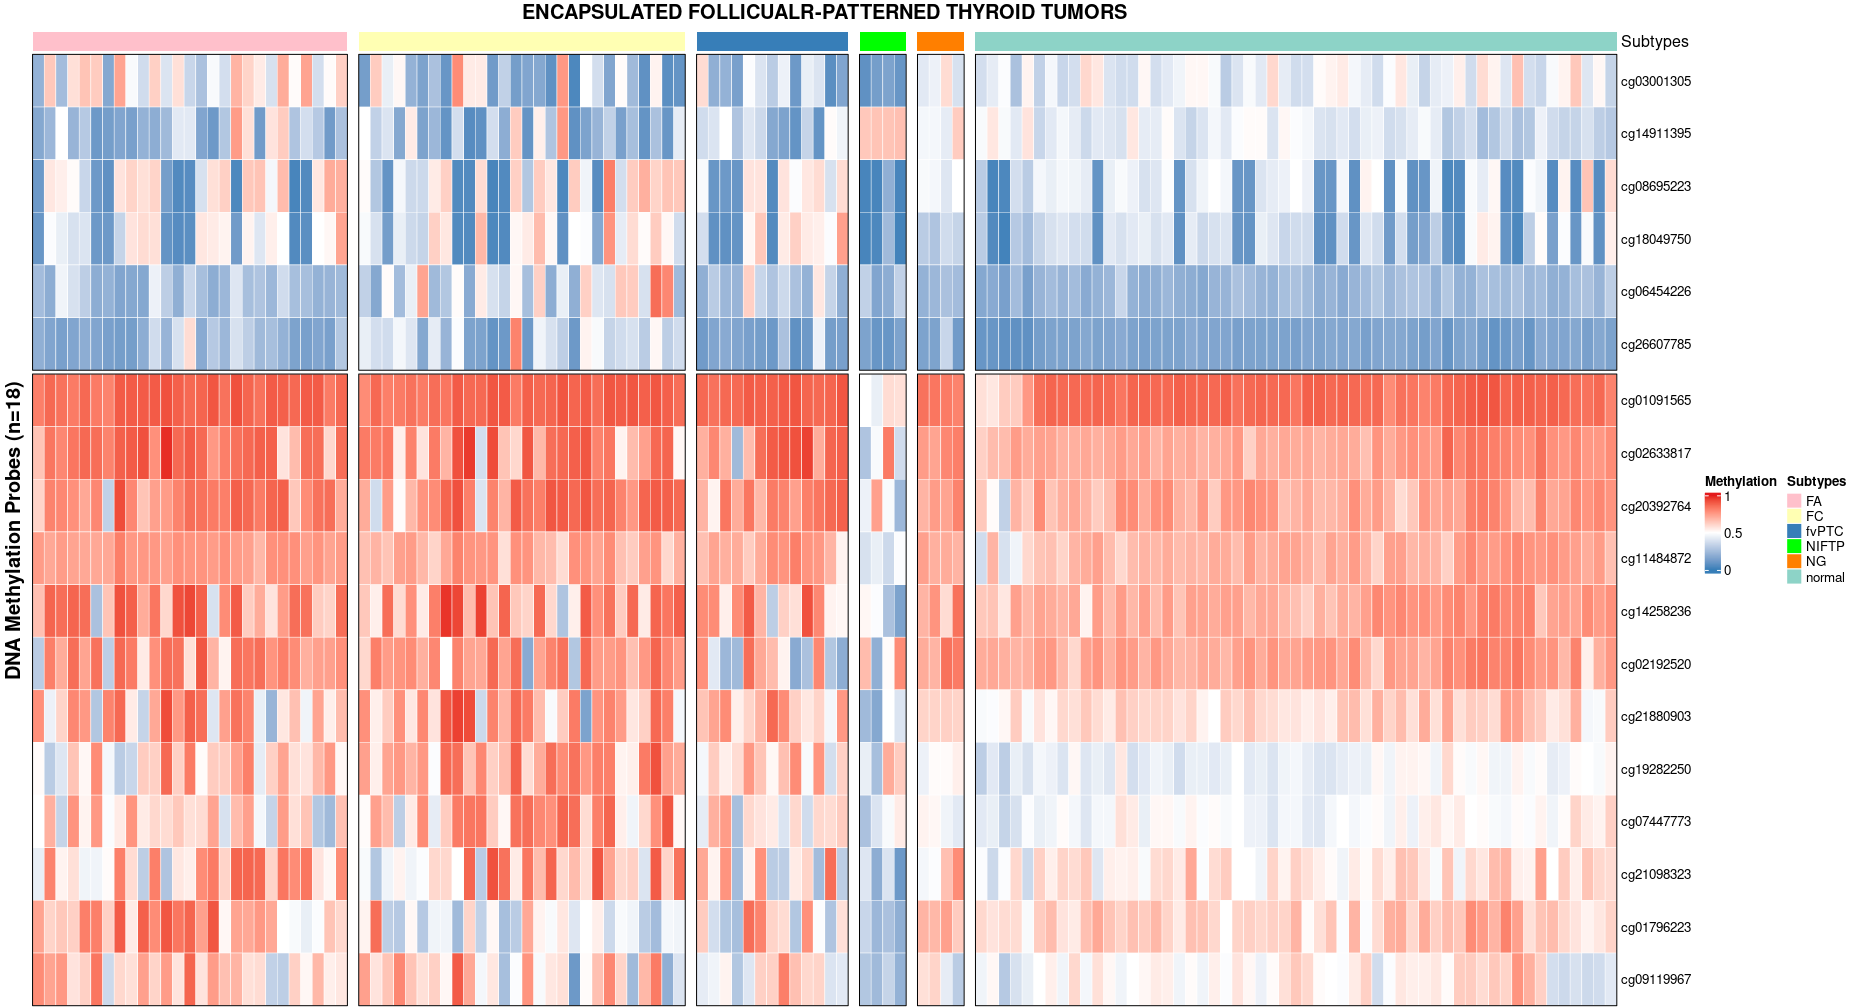 ENCAPSULATED FOLLICUALR-PATTERNED THYROID TUMORS
Subtypes
cg03001305
cg14911395
cg08695223
cg18049750
cg06454226
cg26607785
DNA Methylation Probes (n=18)
cg01091565
cg02633817
cg20392764
cg11484872
cg14258236
cg02192520
cg21880903
cg19282250
cg07447773
cg21098323
cg01796223
cg09119967
Methylation
1
0.5
0
Subtypes
FA
FC
fvPTC
NIFTP
NG
normal